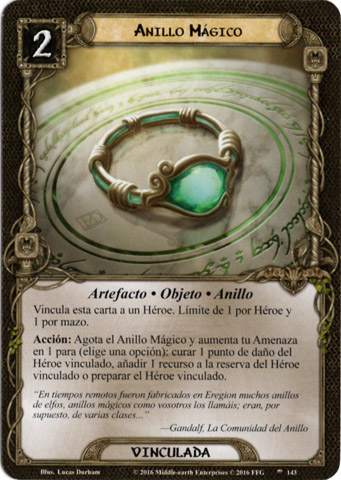 2
Anillo Mágico
Artefacto • Objeto • Anillo
Vincula esta carta a un Héroe. Límite de 1 por Héroe y
1 por mazo.
Acción: Agota el Anillo Mágico y aumenta tu Amenaza
en 1 para (elige una opción): curar 1 punto de daño del
Héroe vinculado, añadir 1 recurso a la reserva del Héroe
vinculado o preparar el Héroe vinculado.
“En tiempos remotos fueron fabricados en Eregion muchos anillos
de elfos, anillos mágicos como vosotros los llamáis; eran, por
supuesto, de varias clases...”
—Gandalf, La Comunidad del Anillo
VINCULADA
Illus. Lucas Durham
© 2016 Middle-earth Enterprises © 2016 FFG
143